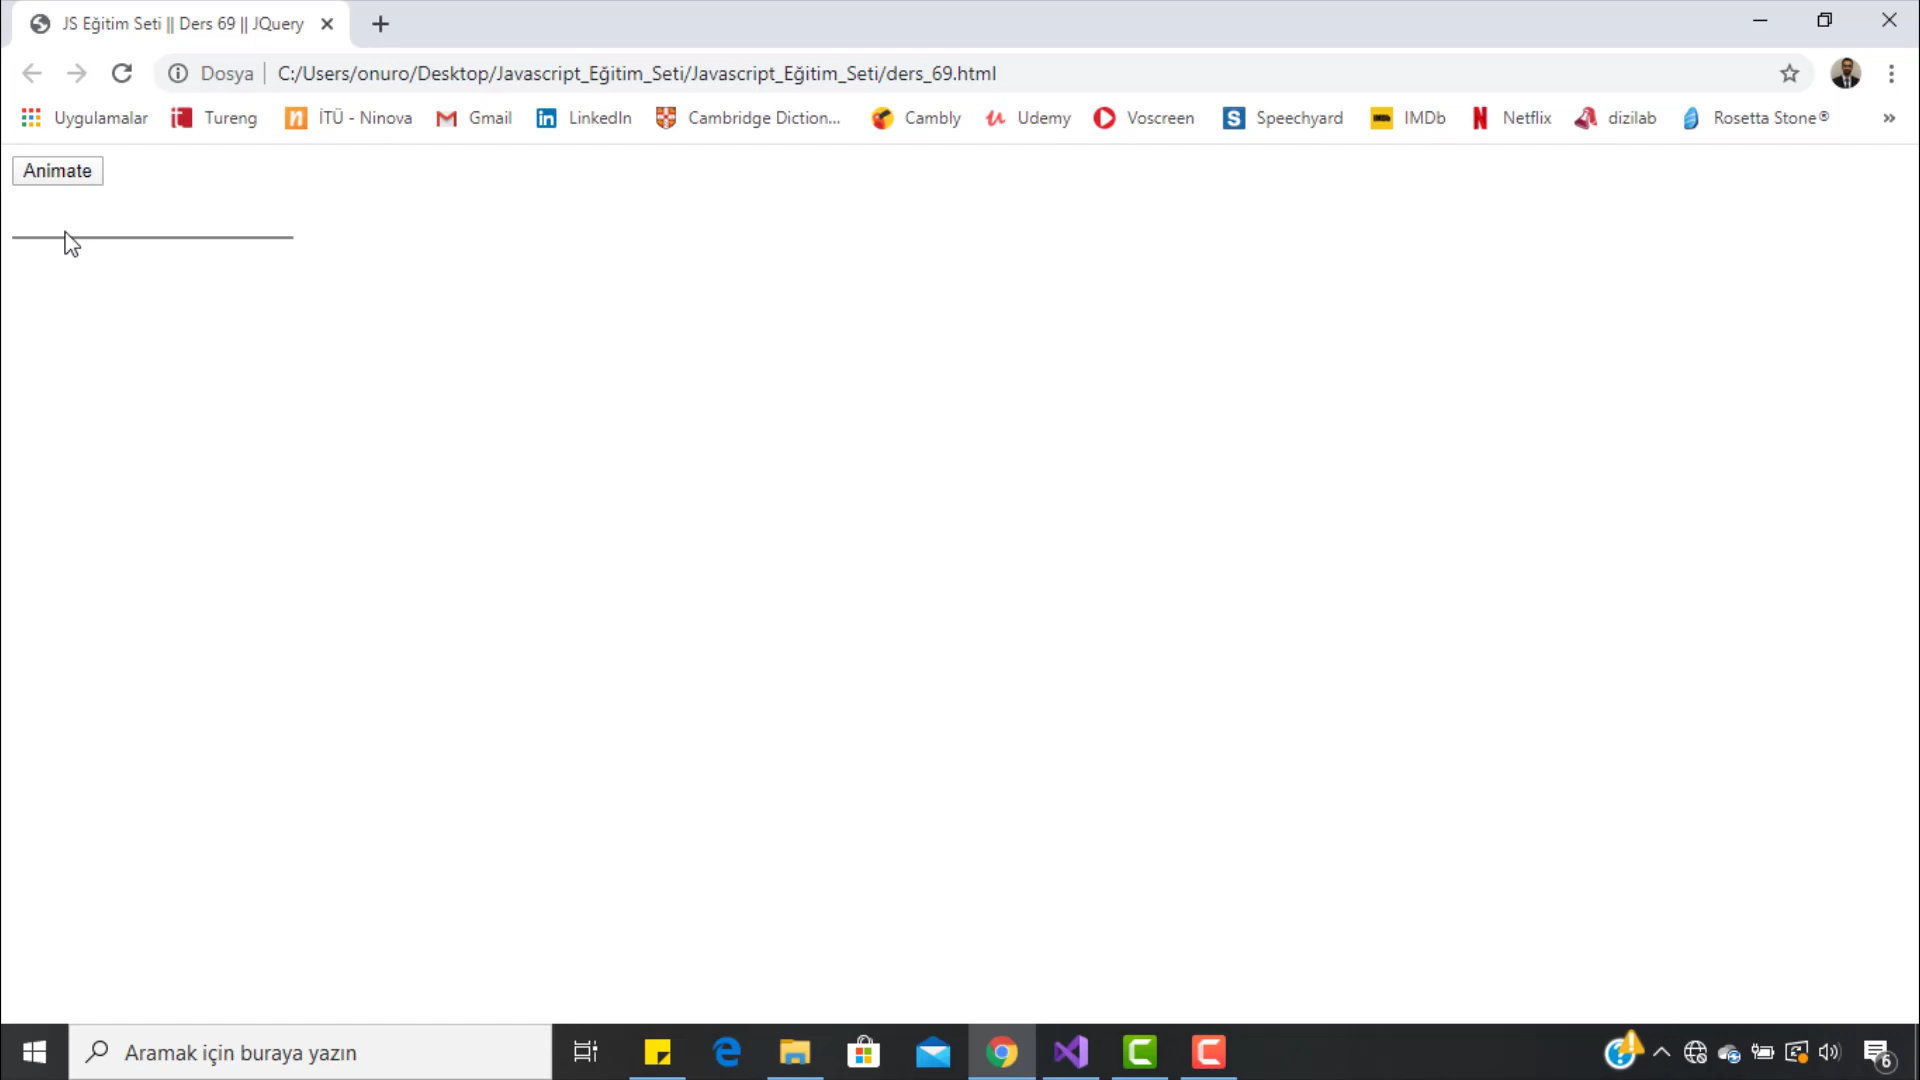 JS Eğitim Seti || Ders 69 || JQuery
Dosya | C:/Users/onuro/Desktop/Javascript_Eğitim_Seti/Javascript_Eğitim_Seti/ders_69.html
Uygulamalar Tureng İTÜ - Ninova Gmail LinkedIn Cambridge Diction... Cambly Udemy Voscreen Speechyard IMDb Netflix dizilab Rosetta Stone® »
Animate
Aramak için buraya yazın
6